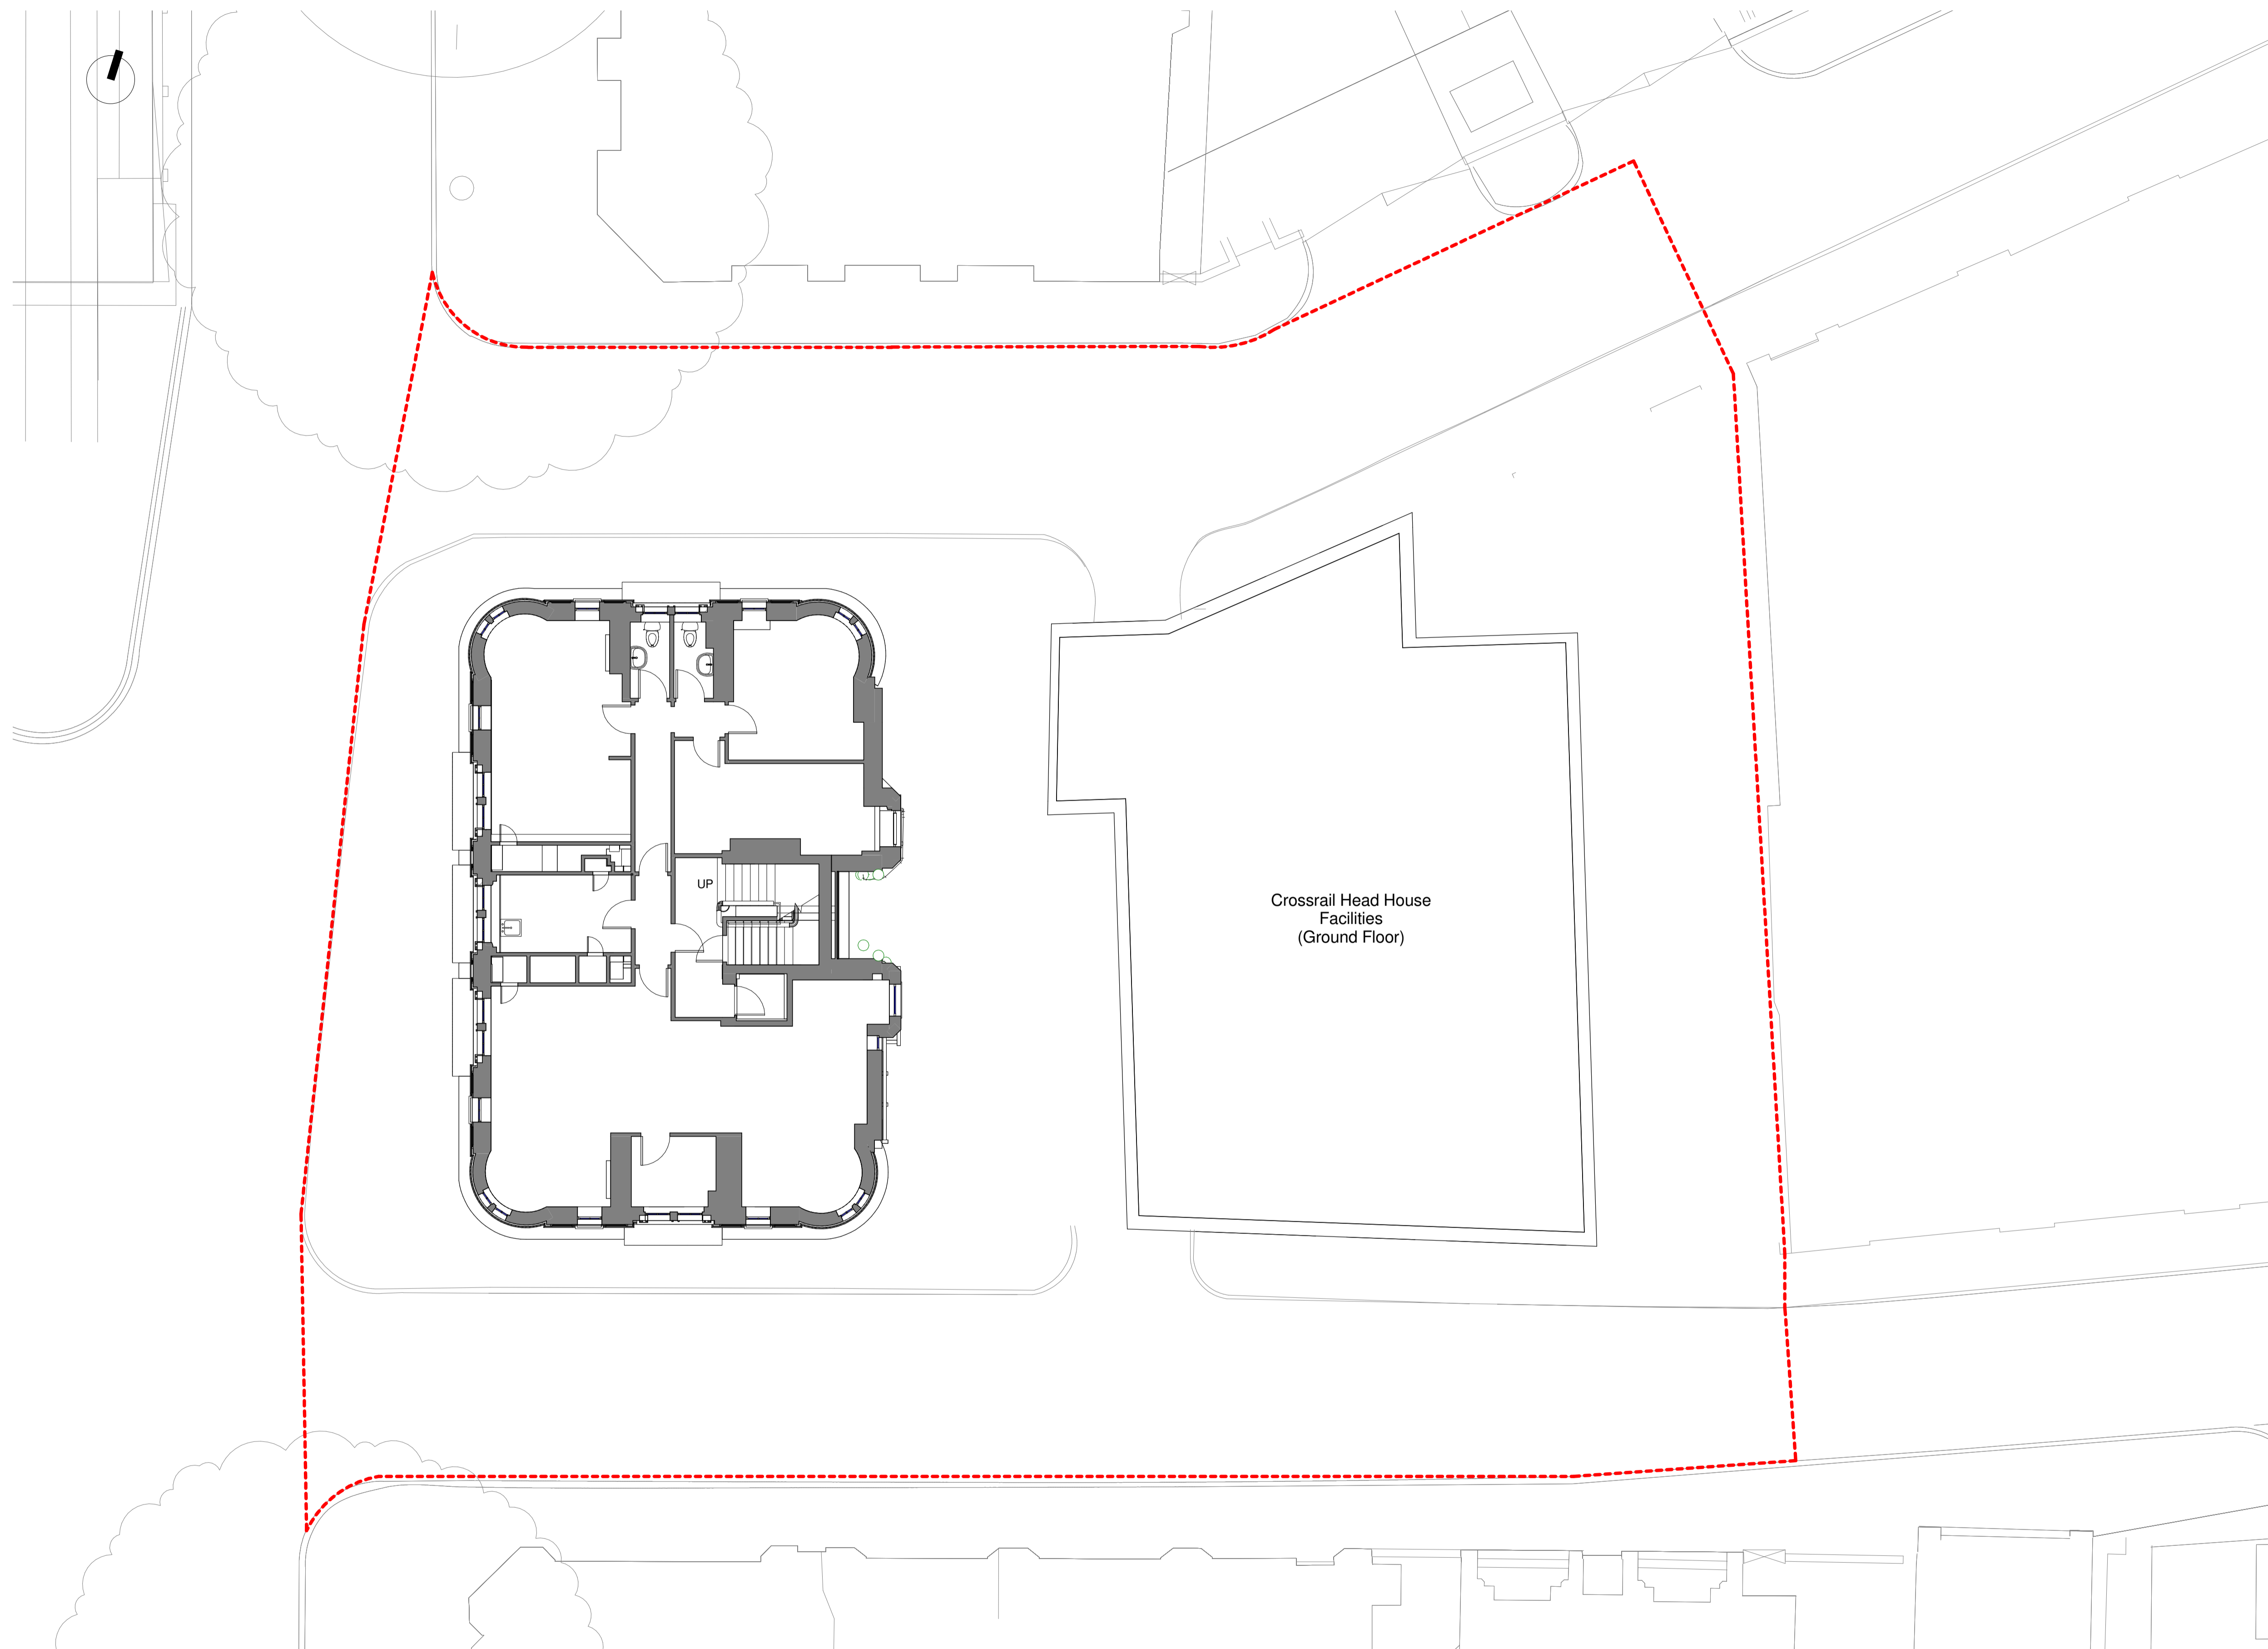 UP
Crossrail Head House
Facilities
(Ground Floor)